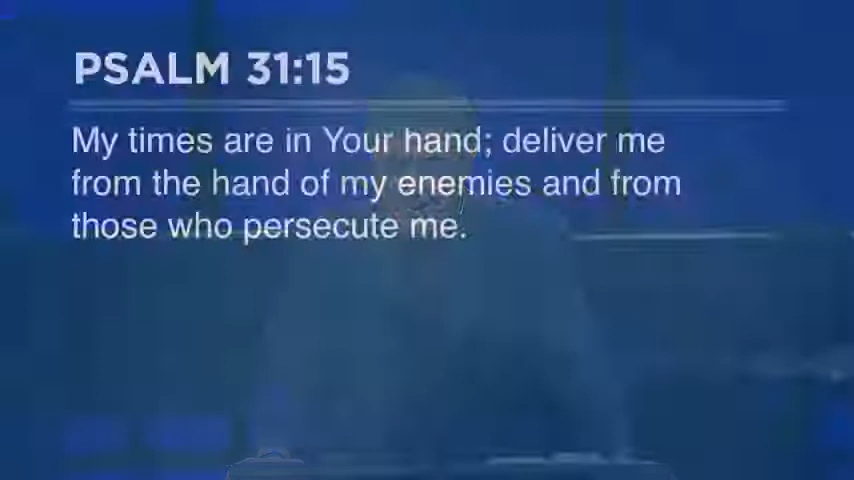 PSALM 31:15
My times are in Your hand; deliver me
from the hand of my enemies and from
those who persecute me.